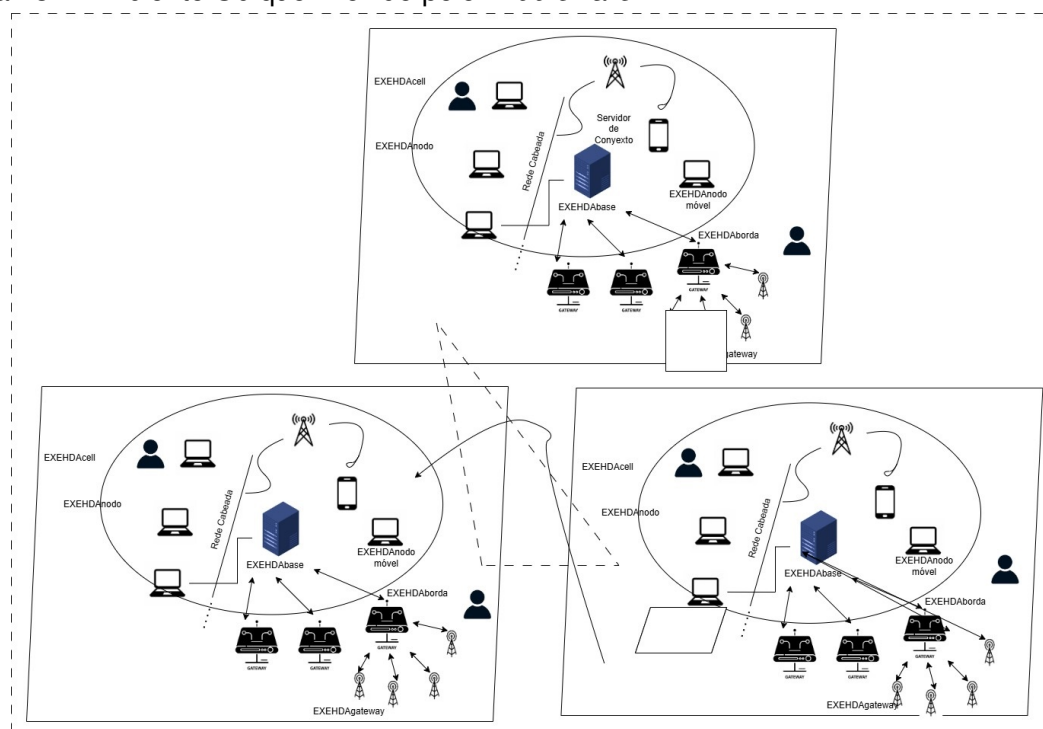 EXEHDAcell
Servidor
de
Conyexto
EXEHDAnodo
Rede Cabeada
EXEHDAnodo
móvel
EXEHDAbase
EXEHDAborda
GATEWAY
GATEWAY
GATEWAY
gateway
EXEHDAcell
EXEHDAnodo
Rede Cabeada
EXEHDAnodo
móvel
EXEHDAbase
EXEHDAborda
GATEWAY
GATEWAY
GATEWAY
EXEHDAgateway
EXEHDAcell
EXEHDAnodo
Rede Cabeada
EXEHDAnodo
móvel
EXEHDAbase
EXEHDAborda
GATEWAY
GATEWAY
GATEWAY
EXEHDAgateway